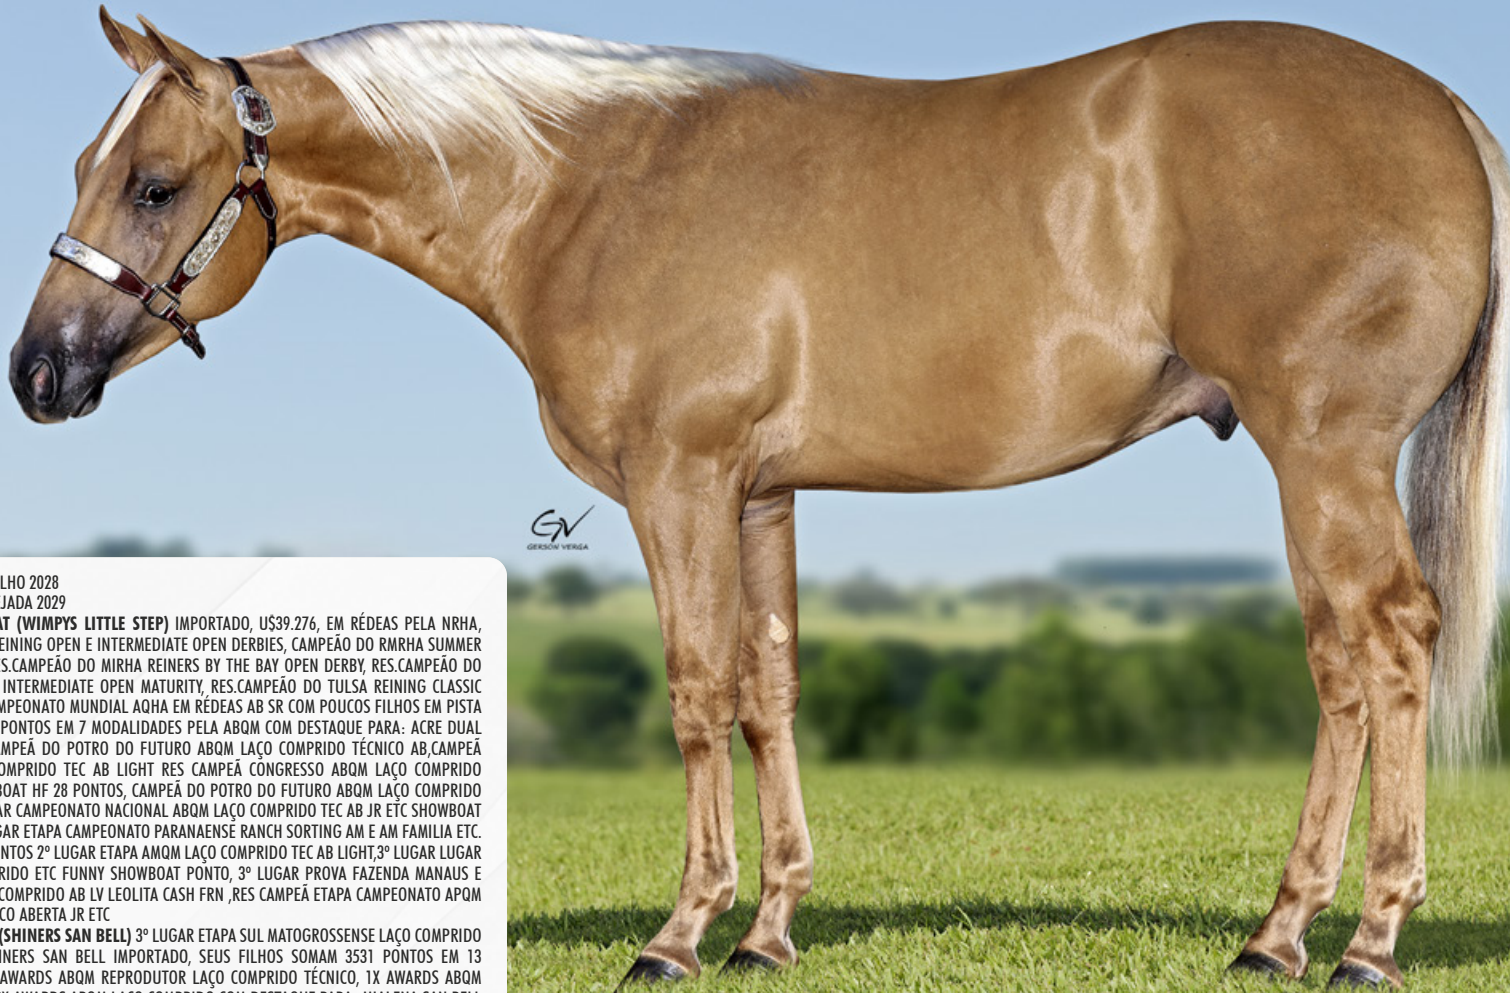 GV
GERSON VERGA
LHO 2028
JADA 2029
AT (WIMPYS LITTLE STEP) IMPORTADO, U$39.276, EM RÉDEAS PELA NRHA,
EINING OPEN E INTERMEDIATE OPEN DERBIES, CAMPEÃO DO RMRHA SUMMER
ES.CAMPEÃO DO MIRHA REINERS BY THE BAY OPEN DERBY, RES.CAMPEÃO DO
INTERMEDIATE OPEN MATURITY, RES.CAMPEÃO DO TULSA REINING CLASSIC
MPEONATO MUNDIAL AQHA EM RÉDEAS AB SR COM POUCOS FILHOS EM PISTA
PONTOS EM 7 MODALIDADES PELA ABQM COM DESTAQUE PARA: ACRE DUAL
MPEÃ DO POTRO DO FUTURO ABQM LAÇO COMPRIDO TÉCNICO AB,CAMPEÃ
OMPRIDO TEC AB LIGHT RES CAMPEÃ CONGRESSO ABQM LAÇO COMPRIDO
BOAT HF 28 PONTOS, CAMPEÃ DO POTRO DO FUTURO ABQM LAÇO COMPRIDO
AR CAMPEONATO NACIONAL ABQM LAÇO COMPRIDO TEC AB JR ETC SHOWBOAT
GAR ETAPA CAMPEONATO PARANAENSE RANCH SORTING AM E AM FAMILIA ETC.
NTOS 2º LUGAR ETAPA AMQM LAÇO COMPRIDO TEC AB LIGHT,3º LUGAR LUGAR
RIDO ETC FUNNY SHOWBOAT PONTO, 3º LUGAR PROVA FAZENDA MANAUS E
COMPRIDO AB LV LEOLITA CASH FRN ,RES CAMPEÃ ETAPA CAMPEONATO APQM
CO ABERTA JR ETC
(SHINERS SAN BELL) 3º LUGAR ETAPA SUL MATOGROSSENSE LAÇO COMPRIDO
INERS SAN BELL IMPORTADO, SEUS FILHOS SOMAM 3531 PONTOS EM 13
AWARDS ABQM REPRODUTOR LAÇO COMPRIDO TÉCNICO, 1X AWARDS ABQM